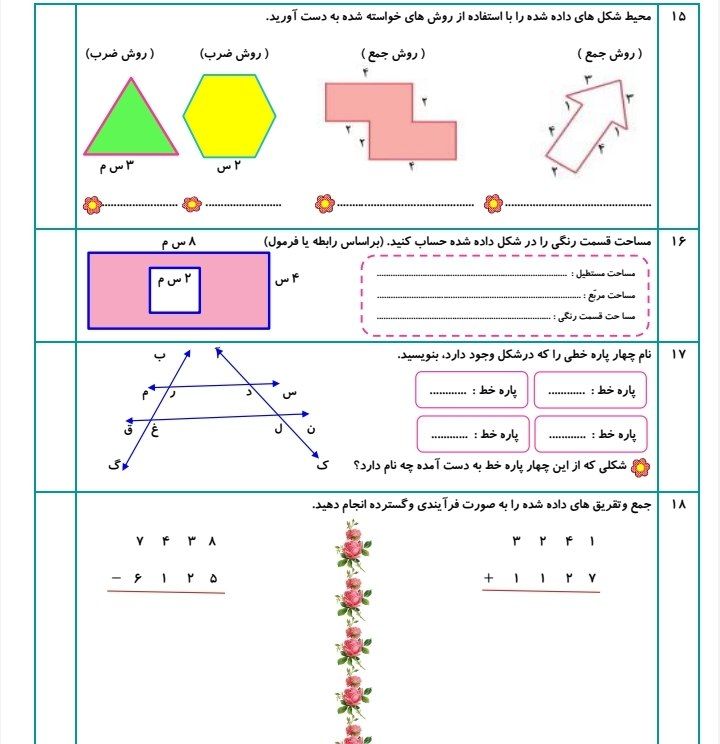 ۱۵ محیط شکل های داده شده را با استفاده از روش های خواسته شده به دست آورید.
( روش جمع ) ( روش جمع ) ( روش ضرب ) ( روش ضرب )
۳ ۳ ۱ ۱ ۴ ۴ ۲
۴ ۲ ۲ ۲ ۴
۲ س
۳ س م
........................................ ........................................ ...................... ......................
۱۶ مساحت قسمت رنگی را در شکل داده شده حساب کنید. (براساس رابطه یا فرمول)
۸ س م
۴ س
۲ س م
مساحت مستطیل : ........................................
مساحت مربّع : ........................................
مسا حت قسمت رنگی : ........................................
۱۷ نام چهار پاره خطی را که درشکل وجود دارد، بنویسید.
ب آ
م ر د س
ق غ ل ن
گ ک
پاره خط : ............ پاره خط : ............
پاره خط : ............ پاره خط : ............
شکلی که از این چهار پاره خط به دست آمده چه نام دارد؟
۱۸ جمع وتقریق های داده شده را به صورت فرآیندی وگسترده انجام دهید.
۳ ۲ ۴ ۱
+ ۱ ۱ ۲ ۷
۷ ۴ ۳ ۸
− ۶ ۱ ۲ ۵